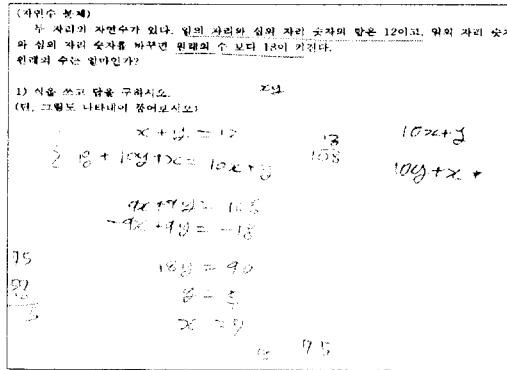 (자연수 문제)
두 자리의 자연수가 있다. 일의 자리와 십의 자리 숫자의 합은 12이고, 일의 자리 숫자
와 십의 자리 숫자를 바꾸면 원래의 수 보다 18이 커진다.
원래의 수는 얼마인가?
1) 식을 쓰고 답을 구하시오.
(단, 그림도 나타내어 풀어보시오)
xy
x + y = 12
10x+y
18 + 10y+x = 10x+y
108
10y+x +
9x+9y = 108
-9x+9y = -18
18y = 90
y = 5
x = 7
75
57
75